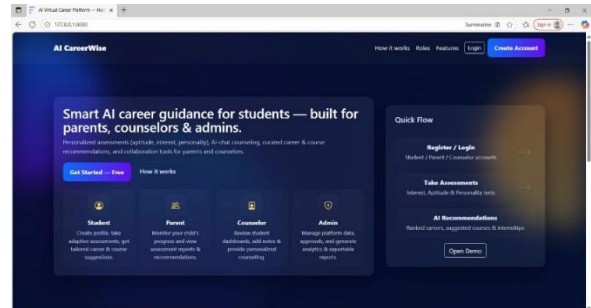 AI Virtual Career Platform — Ho
127.0.0.1:8000
Summarize
Sign in
AI CareerWise
How it works Roles Features Login Create Account
Smart AI career guidance for students — built for
parents, counselors & admins.
Personalized assessments (aptitude, interest, personality), AI-chat counseling, curated career & course
recommendations, and collaboration tools for parents and counselors.
Get Started — Free How it works
Student
Create profile, take
adaptive assessments, get
tailored career & course
suggestions.
Parent
Monitor your child's
progress and view
assessment reports &
recommendations.
Counselor
Review student
dashboards, add notes &
provide personalized
counseling.
Admin
Manage platform data,
approvals, and generate
analytics & exportable
reports.
Quick Flow
Register / Login
Student / Parent / Counselor accounts
Take Assessments
Interest, Aptitude & Personality tests
AI Recommendations
Ranked careers, suggested courses & internships
Open Demo